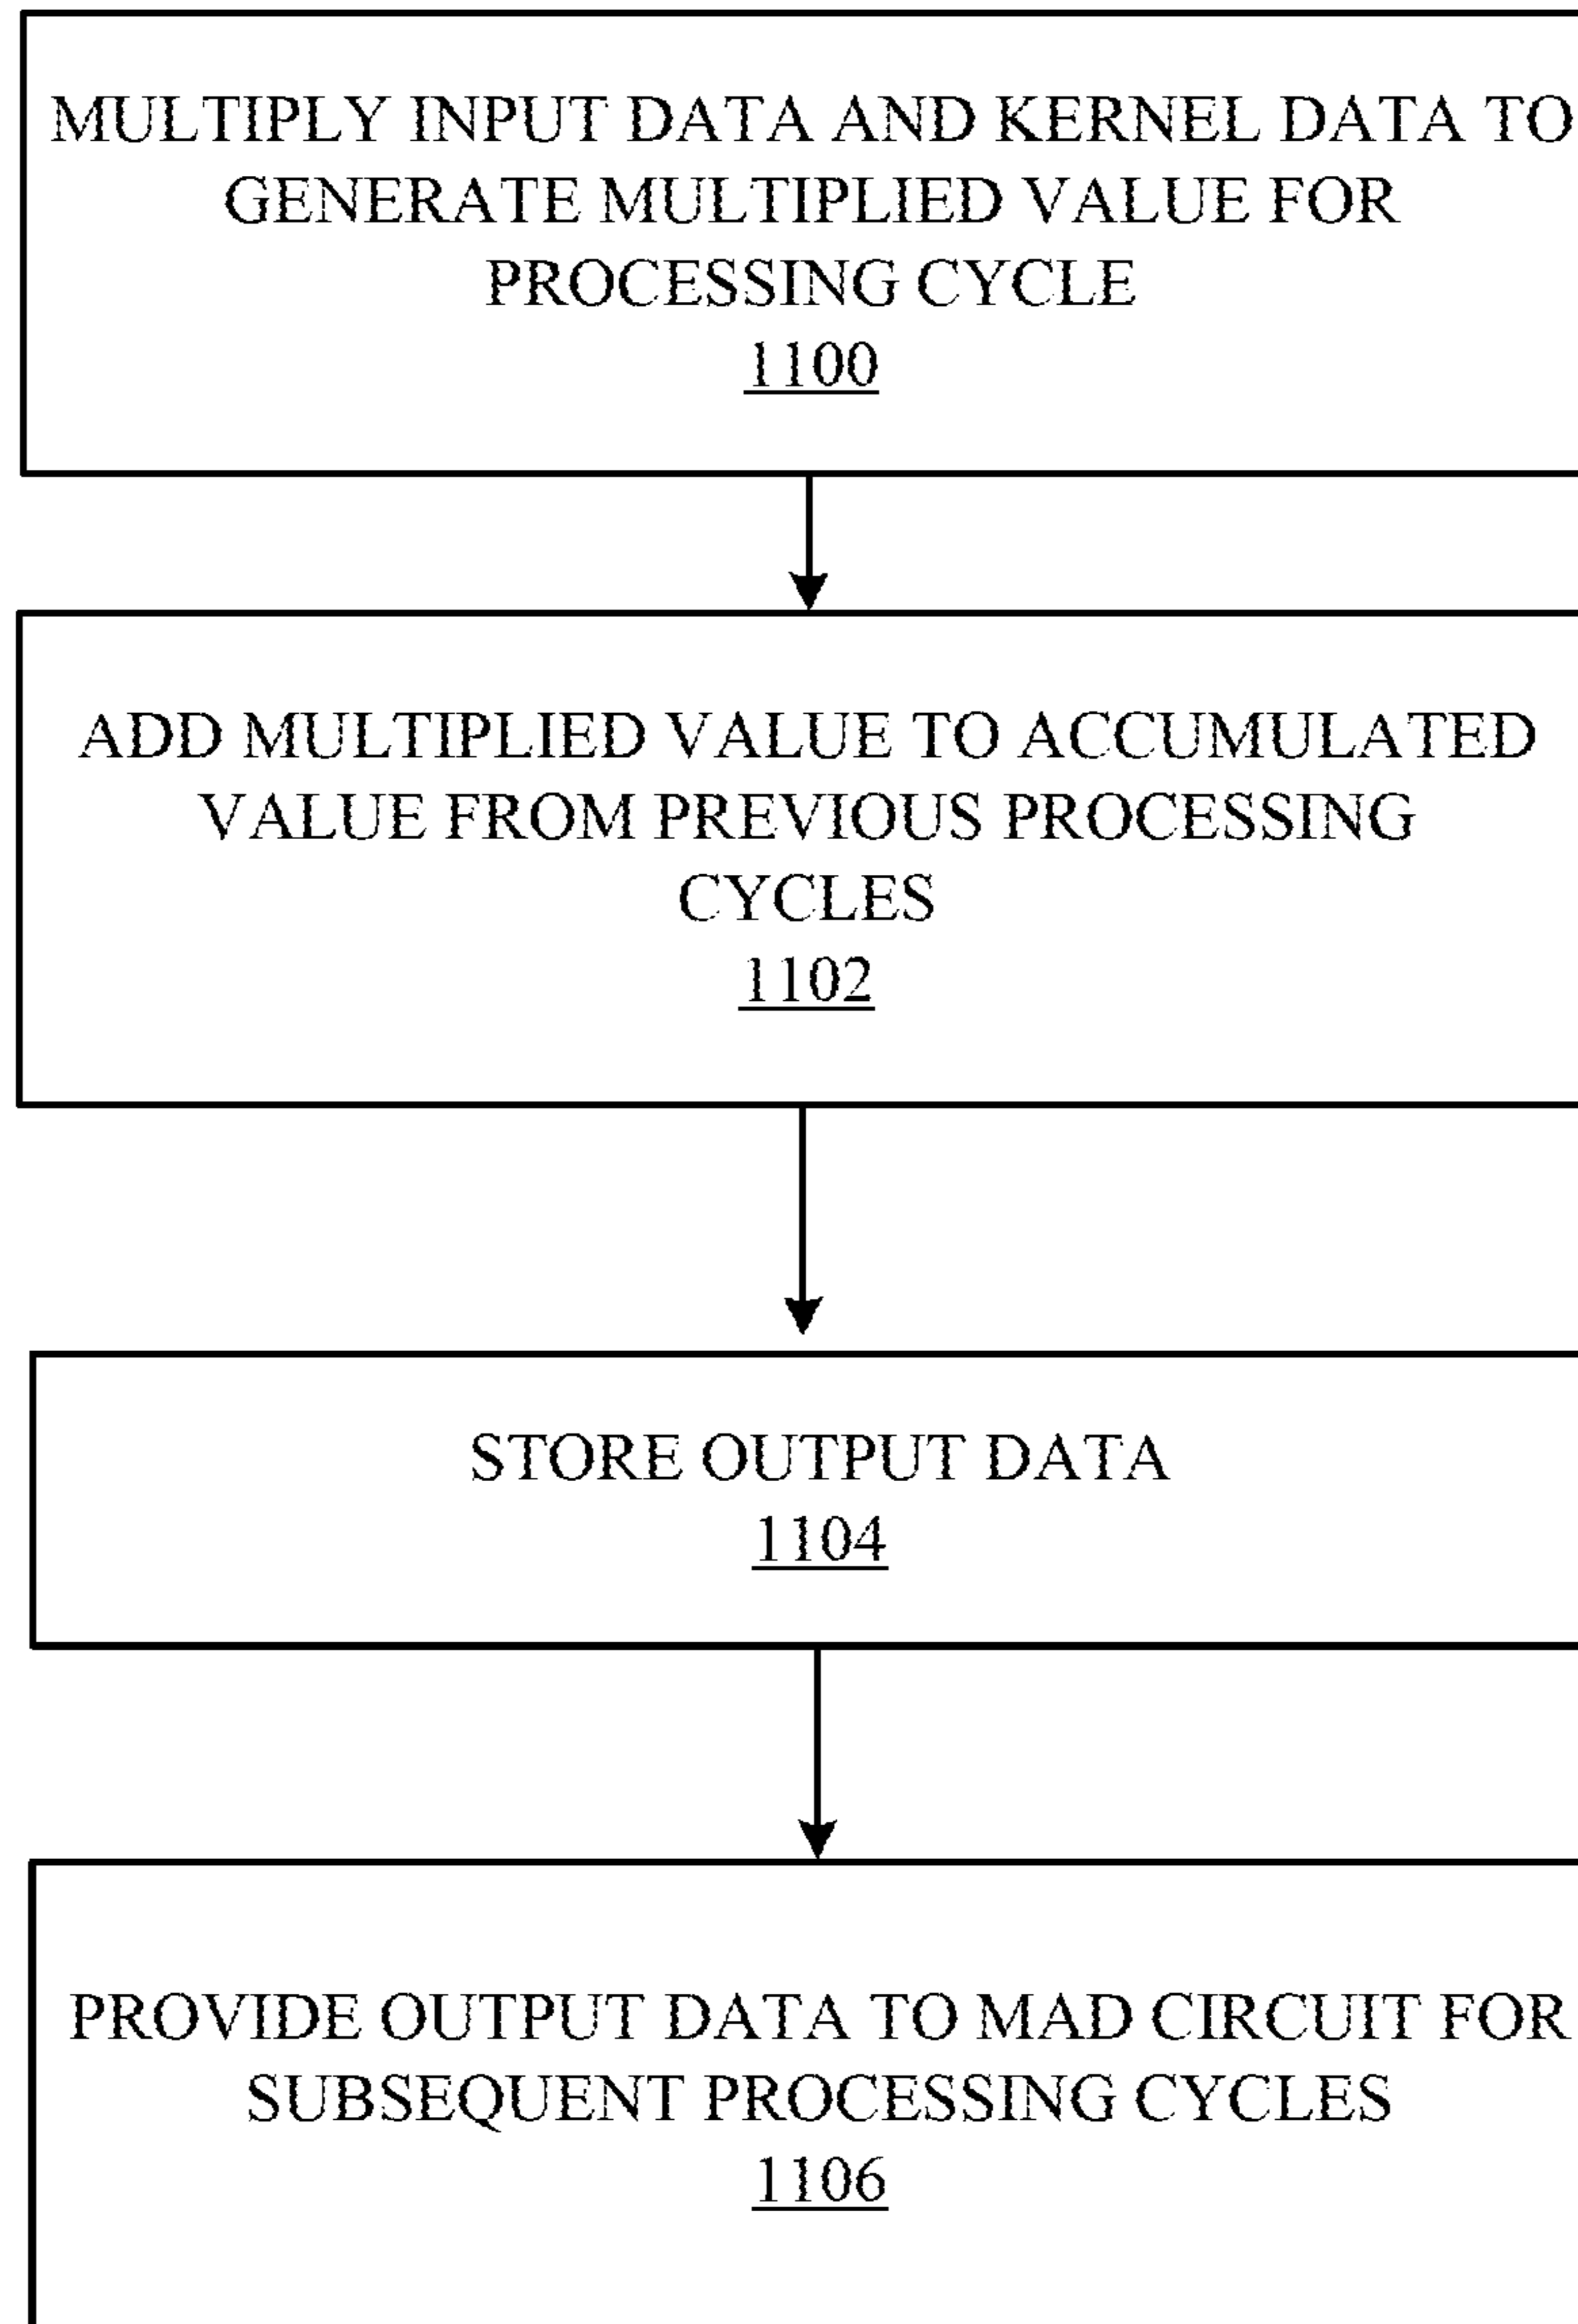 MULTIPLY INPUT DATA AND KERNEL DATA TO
GENERATE MULTIPLIED VALUE FOR
PROCESSING CYCLE
1100
ADD MULTIPLIED VALUE TO ACCUMULATED
VALUE FROM PREVIOUS PROCESSING
CYCLES
1102
STORE OUTPUT DATA
1104
PROVIDE OUTPUT DATA TO MAD CIRCUIT FOR
SUBSEQUENT PROCESSING CYCLES
1106